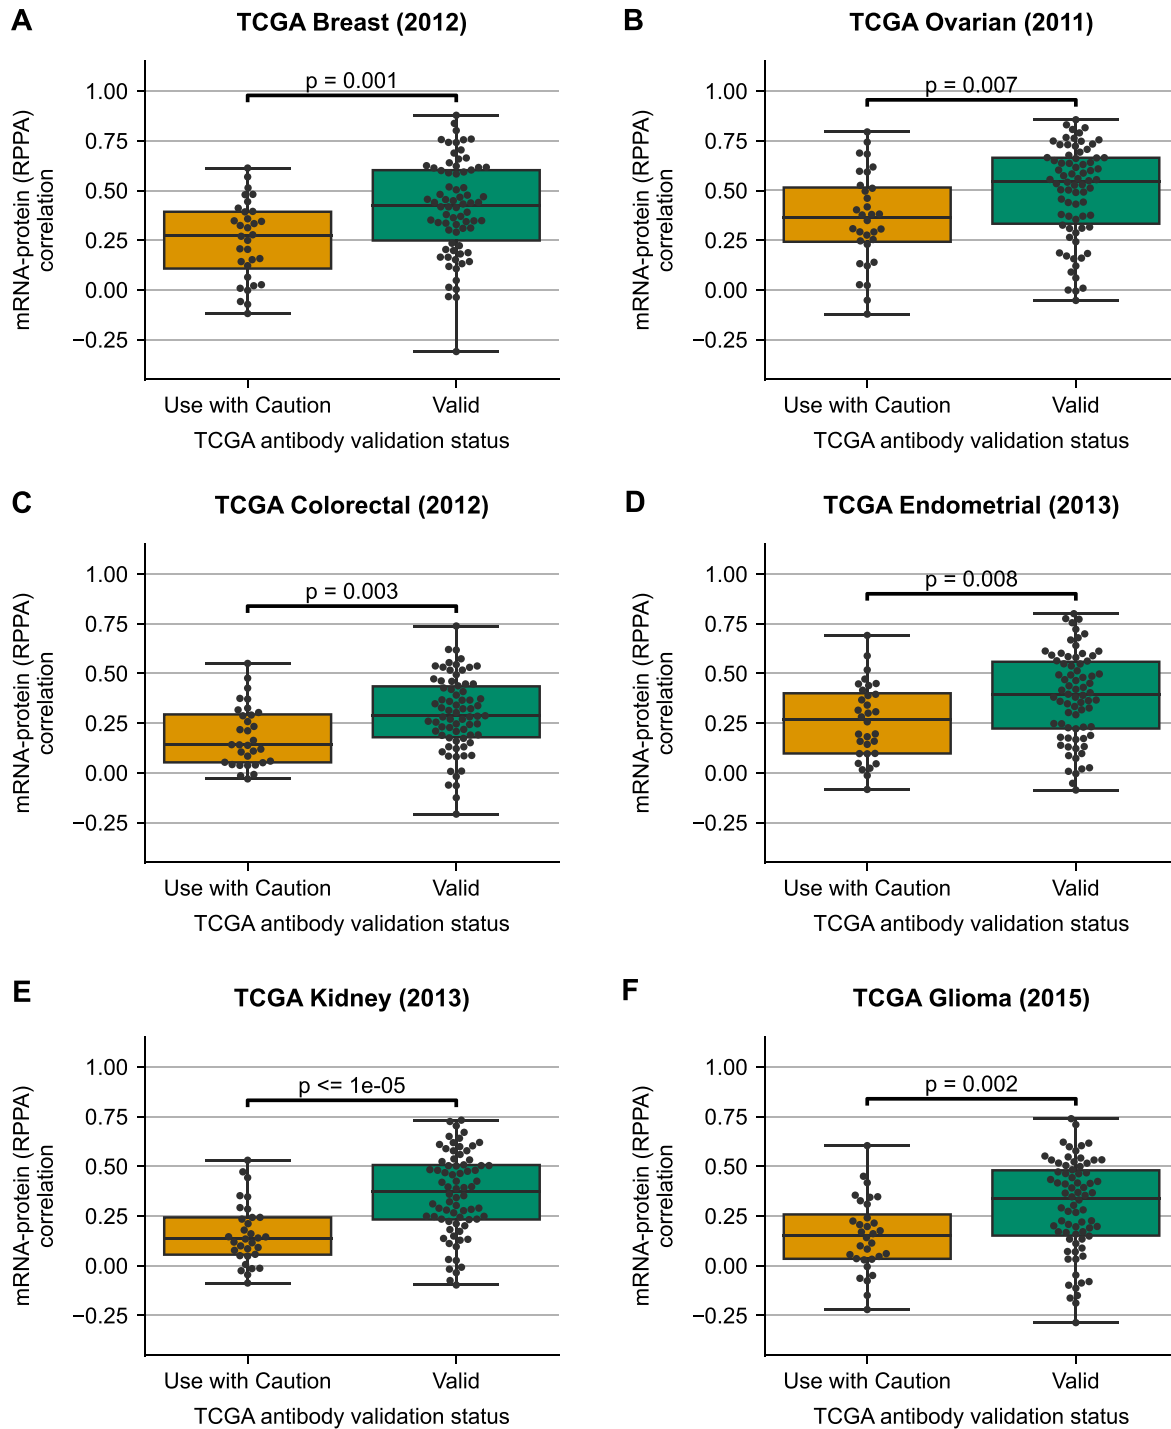 A
TCGA Breast (2012)
p = 0.001
1.00
0.75
0.50
0.25
0.00
−0.25
mRNA-protein (RPPA)
correlation
Use with Caution
Valid
TCGA antibody validation status
B
TCGA Ovarian (2011)
p = 0.007
1.00
0.75
0.50
0.25
0.00
−0.25
mRNA-protein (RPPA)
correlation
Use with Caution
Valid
TCGA antibody validation status
C
TCGA Colorectal (2012)
p = 0.003
1.00
0.75
0.50
0.25
0.00
−0.25
mRNA-protein (RPPA)
correlation
Use with Caution
Valid
TCGA antibody validation status
D
TCGA Endometrial (2013)
p = 0.008
1.00
0.75
0.50
0.25
0.00
−0.25
mRNA-protein (RPPA)
correlation
Use with Caution
Valid
TCGA antibody validation status
E
TCGA Kidney (2013)
p <= 1e-05
1.00
0.75
0.50
0.25
0.00
−0.25
mRNA-protein (RPPA)
correlation
Use with Caution
Valid
TCGA antibody validation status
F
TCGA Glioma (2015)
p = 0.002
1.00
0.75
0.50
0.25
0.00
−0.25
mRNA-protein (RPPA)
correlation
Use with Caution
Valid
TCGA antibody validation status